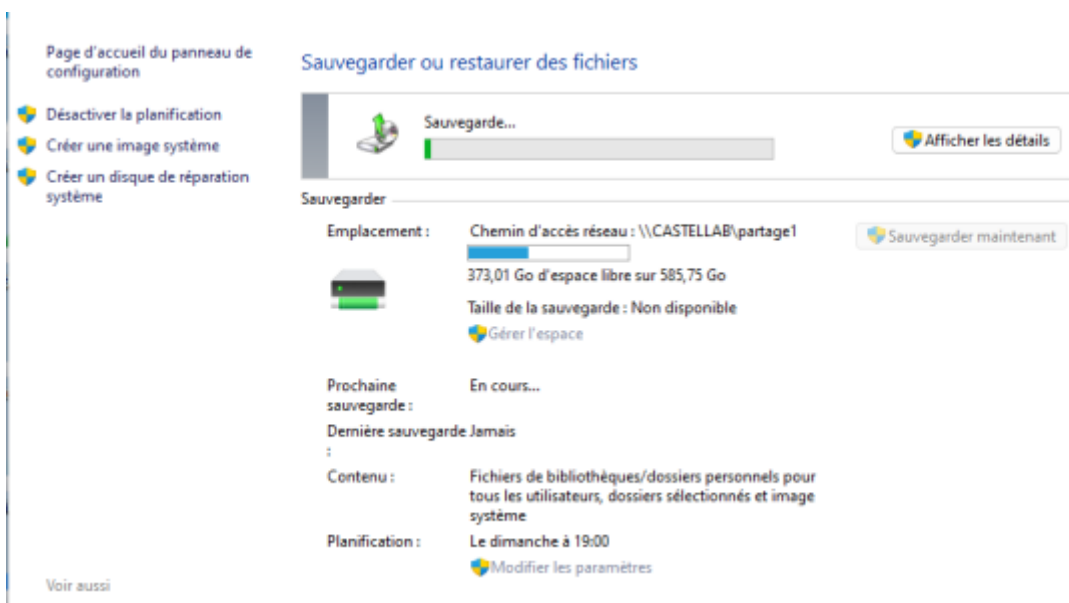 Page d'accueil du panneau de
configuration
Désactiver la planification
Créer une image système
Créer un disque de réparation
système
Voir aussi
Sauvegarder ou restaurer des fichiers
Sauvegarde...
Afficher les détails
Sauvegarder
Emplacement :
Chemin d'accès réseau : \\CASTELLAB\partage1
Sauvegarder maintenant
373,01 Go d'espace libre sur 585,75 Go
Taille de la sauvegarde : Non disponible
Gérer l'espace
Prochaine
sauvegarde :
En cours...
Dernière sauvegarde
:
Jamais
Contenu :
Fichiers de bibliothèques/dossiers personnels pour
tous les utilisateurs, dossiers sélectionnés et image
système
Planification :
Le dimanche à 19:00
Modifier les paramètres